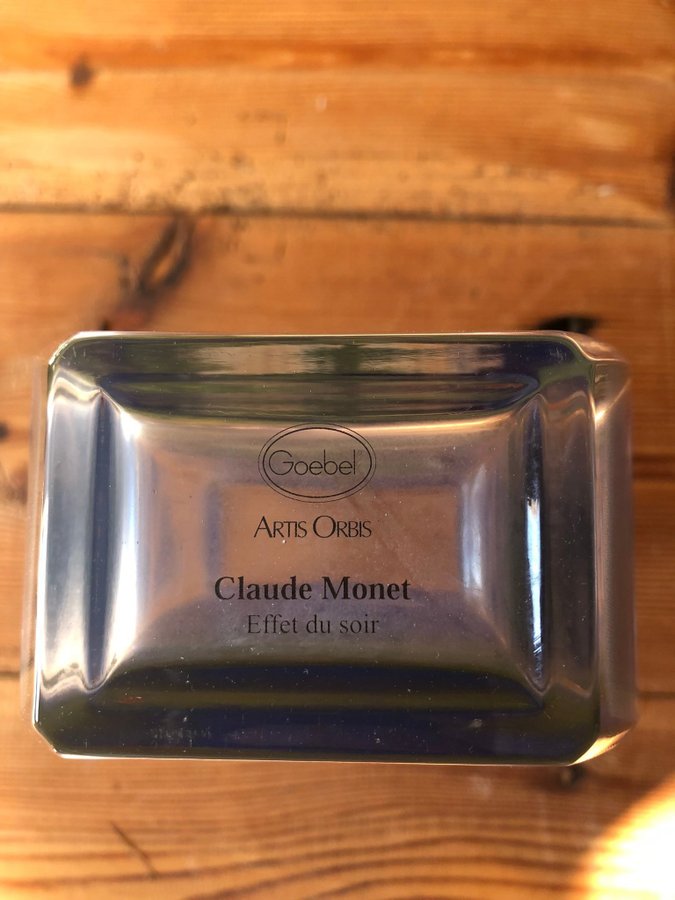 Goebel
ARTIS ORBIS
Claude Monet
Effet du soir